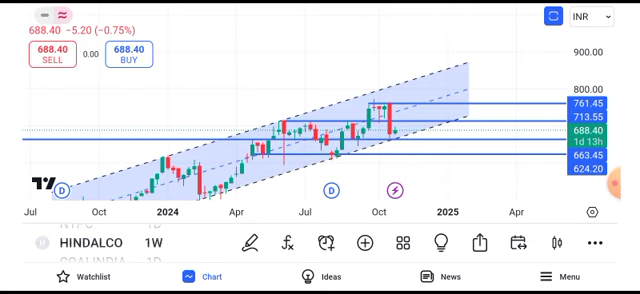 INR
688.40 −5.20 (−0.75%)
688.40
SELL
0.00
688.40
BUY
900.00
800.00
761.45
713.55
688.40
1d 13h
663.45
624.20
D
D
Jul
Oct
2024
Apr
Jul
Oct
2025
Apr
HINDALCO
1W
COALINDIA
Watchlist
Chart
Ideas
News
Menu